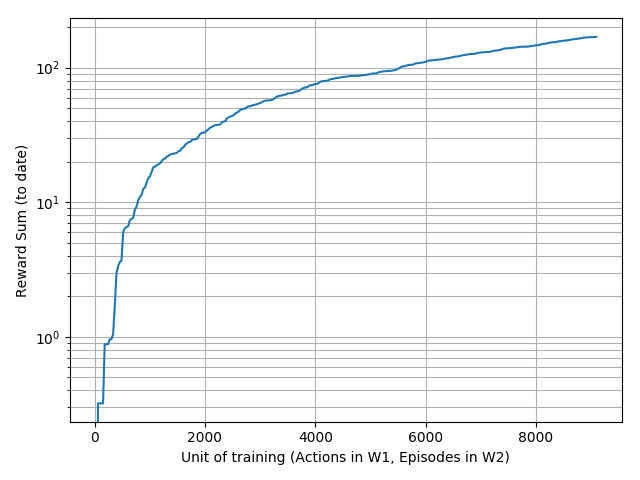 Reward Sum (to date)
10²
10¹
10⁰
0 2000 4000 6000 8000
Unit of training (Actions in W1, Episodes in W2)